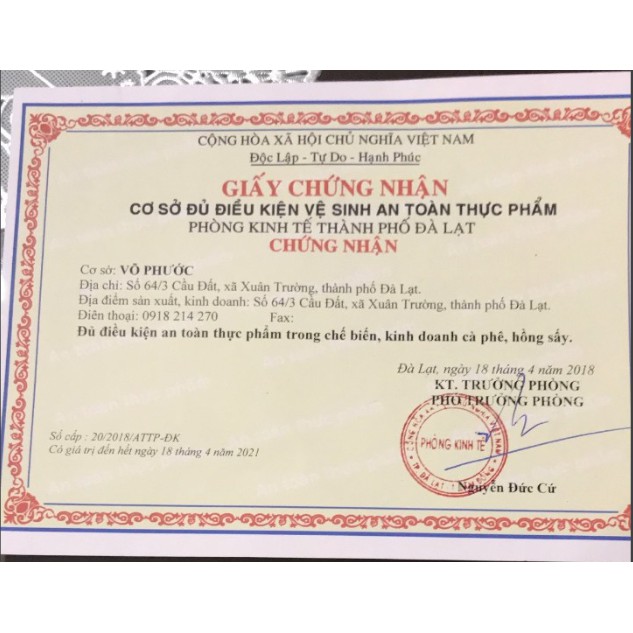 CỘNG HÒA XÃ HỘI CHỦ NGHĨA VIỆT NAM
Độc Lập - Tự Do - Hạnh Phúc
GIẤY CHỨNG NHẬN
CƠ SỞ ĐỦ ĐIỀU KIỆN VỆ SINH AN TOÀN THỰC PHẨM
PHÒNG KINH TẾ THÀNH PHỐ ĐÀ LẠT
CHỨNG NHẬN
Cơ sở: VÕ PHƯỚC
Địa chỉ: Số 64/3 Cầu Đất, xã Xuân Trường, thành phố Đà Lạt.
Địa điểm sản xuất, kinh doanh: Số 64/3 Cầu Đất, xã Xuân Trường, thành phố Đà Lạt.
Điên thoại: 0918 214 270 Fax:
Đủ điều kiện an toàn thực phẩm trong chế biến, kinh doanh cà phê, hồng sấy.
Đà Lạt, ngày 18 tháng 4 năm 2018
KT. TRƯỞNG PHÒNG
PHÓ TRƯỞNG PHÒNG
Số cấp : 20/2018/ATTP-ĐK
Có giá trị đến hết ngày 18 tháng 4 năm 2021
PHÒNG KINH TẾ
Nguyễn Đức Cứ